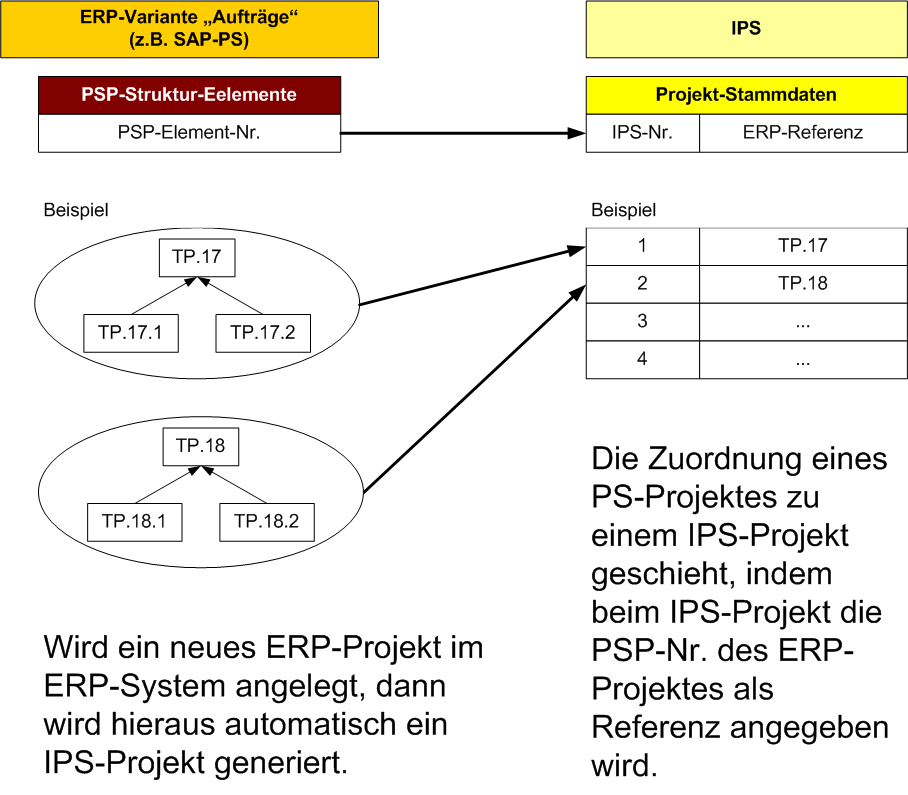 ERP-Variante „Aufträge“
(z.B. SAP-PS)
IPS
PSP-Struktur-Eelemente
PSP-Element-Nr.
Projekt-Stammdaten
IPS-Nr.
ERP-Referenz
Beispiel
TP.17
TP.17.1
TP.17.2
TP.18
TP.18.1
TP.18.2
Beispiel
1
TP.17
2
TP.18
3
...
4
...
Wird ein neues ERP-Projekt im
ERP-System angelegt, dann
wird hieraus automatisch ein
IPS-Projekt generiert.
Die Zuordnung eines
PS-Projektes zu
einem IPS-Projekt
geschieht, indem
beim IPS-Projekt die
PSP-Nr. des ERP-
Projektes als
Referenz angegeben
wird.